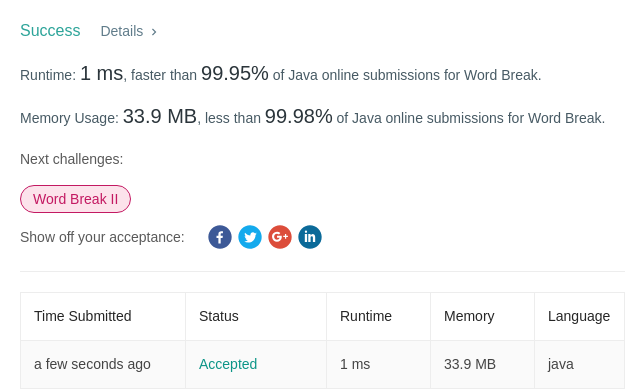 Success Details >
Runtime: 1 ms, faster than 99.95% of Java online submissions for Word Break.
Memory Usage: 33.9 MB, less than 99.98% of Java online submissions for Word Break.
Next challenges:
Word Break II
Show off your acceptance: f G+ in
Time Submitted Status Runtime Memory Language
a few seconds ago Accepted 1 ms 33.9 MB java